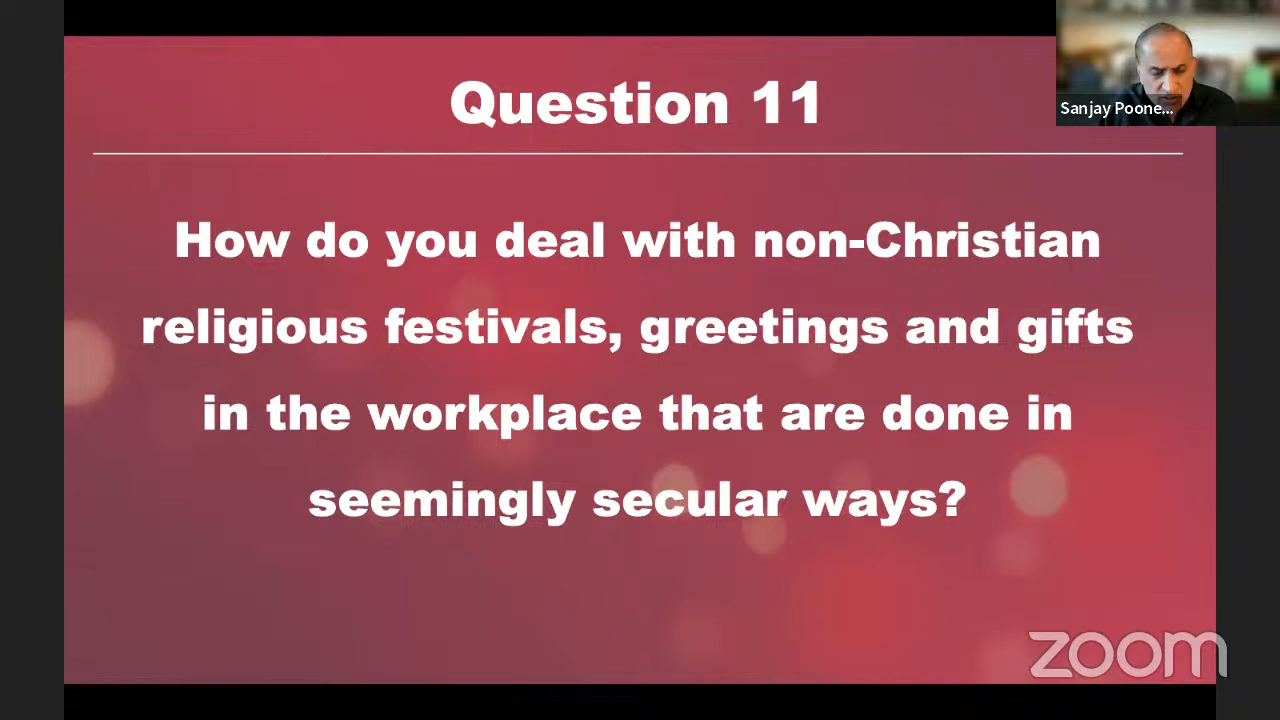 Question 11
Sanjay Poone...
How do you deal with non-Christian
religious festivals, greetings and gifts
in the workplace that are done in
seemingly secular ways?
zoom